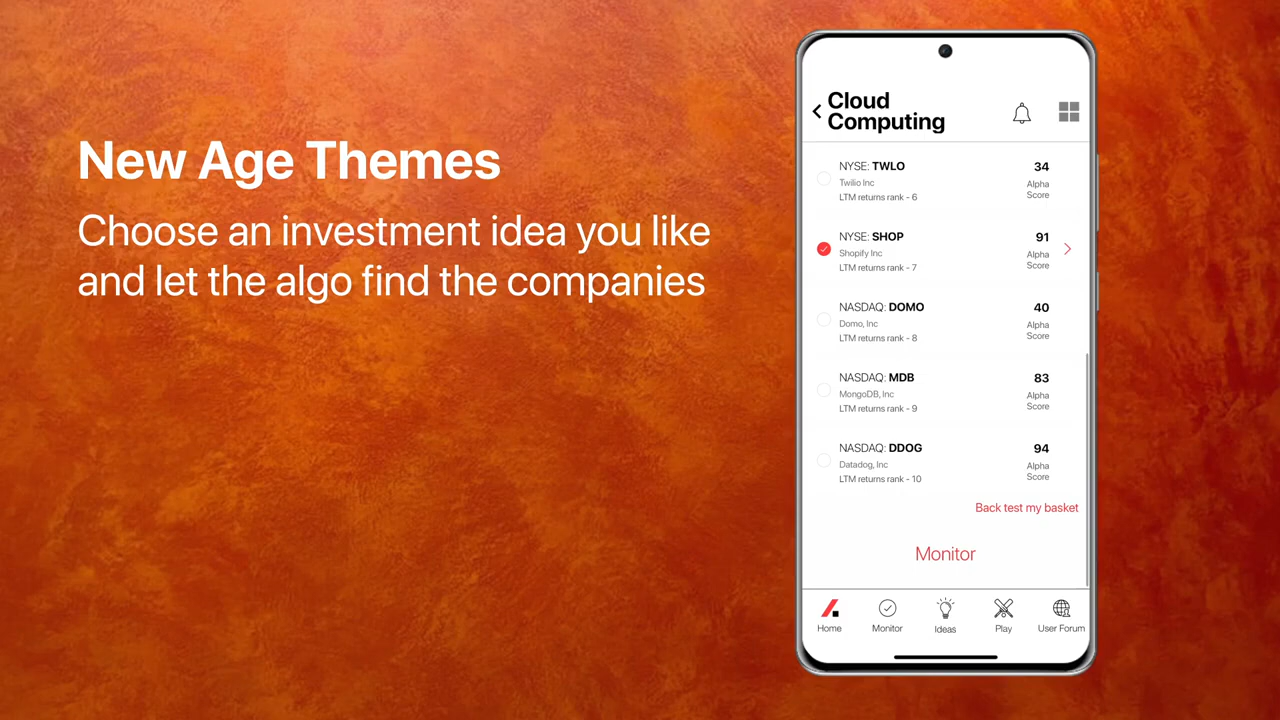 New Age Themes
Choose an investment idea you like
and let the algo find the companies
Cloud
Computing
NYSE: TWLO
34
Twilio Inc
Alpha
Score
LTM returns rank - 6
NYSE: SHOP
91
Shopify Inc
Alpha
Score
LTM returns rank - 7
NASDAQ: DOMO
40
Domo, Inc
Alpha
Score
LTM returns rank - 8
NASDAQ: MDB
83
MongoDB, Inc
Alpha
Score
LTM returns rank - 9
NASDAQ: DDOG
94
Datadog, Inc
Alpha
Score
LTM returns rank - 10
Back test my basket
Monitor
Home
Monitor
Ideas
Play
User Forum